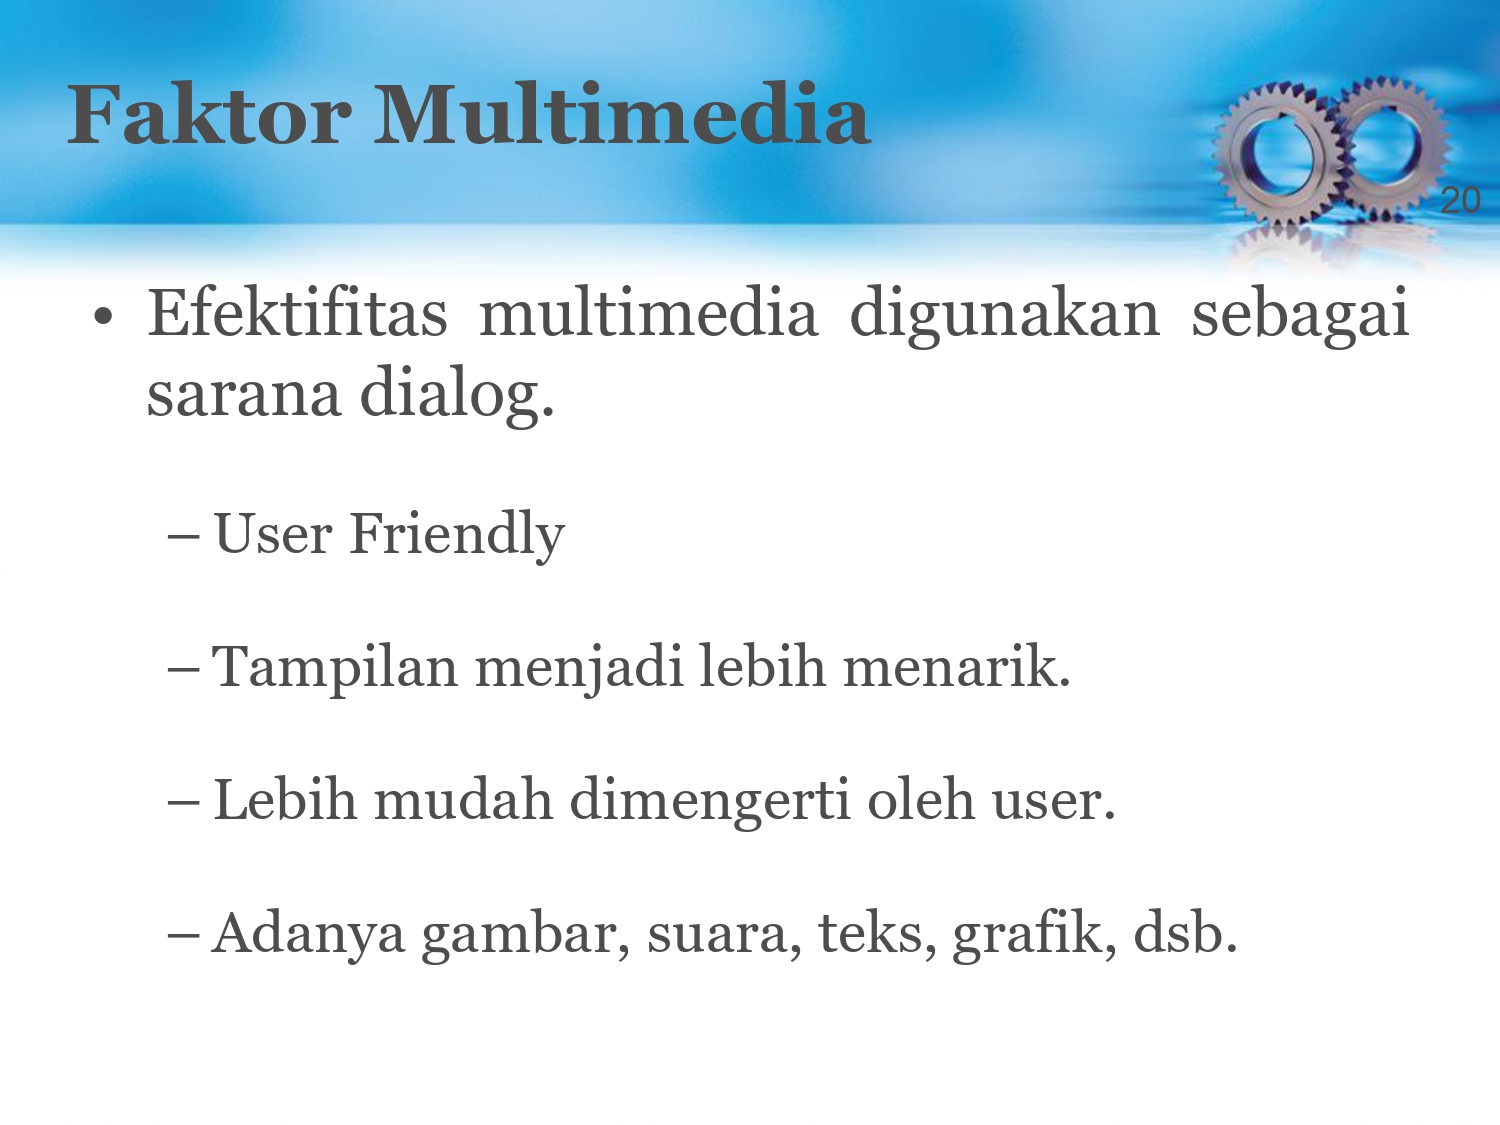 Faktor Multimedia
20
• Efektifitas multimedia digunakan sebagai
sarana dialog.
– User Friendly
– Tampilan menjadi lebih menarik.
– Lebih mudah dimengerti oleh user.
– Adanya gambar, suara, teks, grafik, dsb.